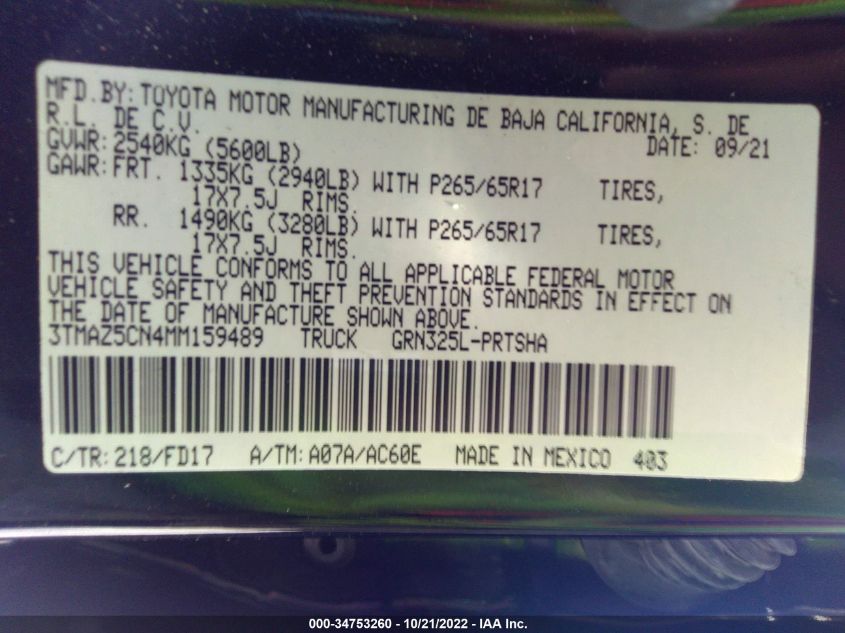 MFD.BY:TOYOTA MOTOR MANUFACTURING DE BAJA CALIFORNIA, S. DE
R.L. DE C.V. DATE: 09/21
GVWR:2540KG (5600LB)
GAWR:FRT. 1335KG (2940LB) WITH P265/65R17 TIRES,
17X7.5J RIMS.
RR. 1490KG (3280LB) WITH P265/65R17 TIRES,
17X7.5J RIMS.
THIS VEHICLE CONFORMS TO ALL APPLICABLE FEDERAL MOTOR
VEHICLE SAFETY AND THEFT PREVENTION STANDARDS IN EFFECT ON
THE DATE OF MANUFACTURE SHOWN ABOVE.
3TMAZ5CN4MM159489 TRUCK GRN325L-PRTSHA
C/TR:218/FD17 A/TM:A07A/AC60E MADE IN MEXICO 403
000-34753260 - 10/21/2022 - IAA Inc.